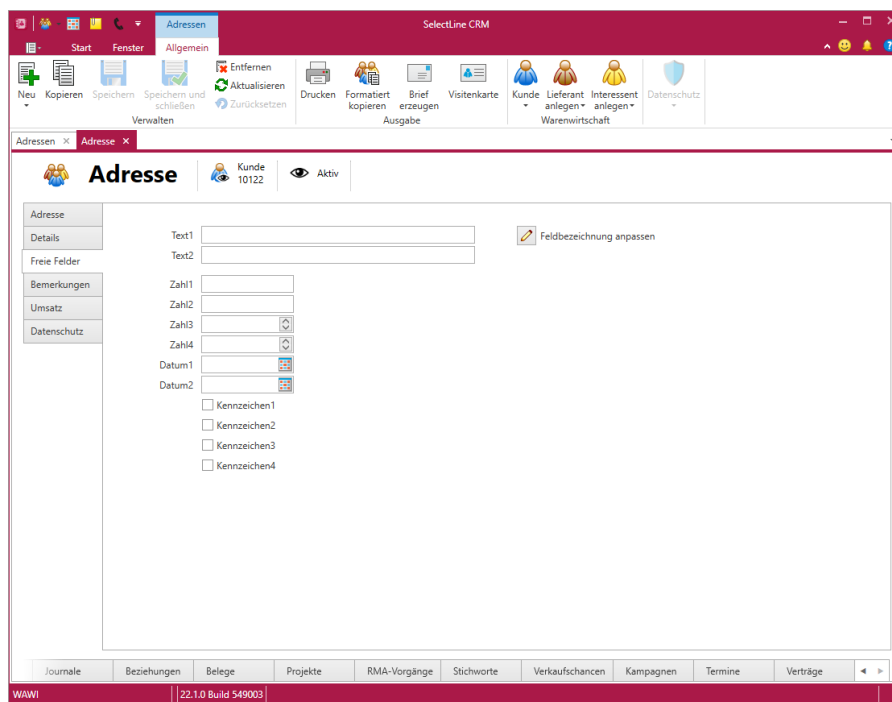 Adressen
SelectLine CRM
Start Fenster Allgemein
Neu
Kopieren
Speichern
Speichern und
schließen
Entfernen
Aktualisieren
Zurücksetzen
Verwalten
Drucken
Formatiert
kopieren
Brief
erzeugen
Visitenkarte
Ausgabe
Kunde
Lieferant
anlegen
Interessent
anlegen
Warenwirtschaft
Datenschutz
Adressen Adresse
Adresse
Kunde
10122
Aktiv
Adresse
Details
Freie Felder
Bemerkungen
Umsatz
Datenschutz
Text1
Feldbezeichnung anpassen
Text2
Zahl1
Zahl2
Zahl3
Zahl4
Datum1
Datum2
Kennzeichen1
Kennzeichen2
Kennzeichen3
Kennzeichen4
Journale Beziehungen Belege Projekte RMA-Vorgänge Stichworte Verkaufschancen Kampagnen Termine Verträge
WAWI 22.1.0 Build 549003